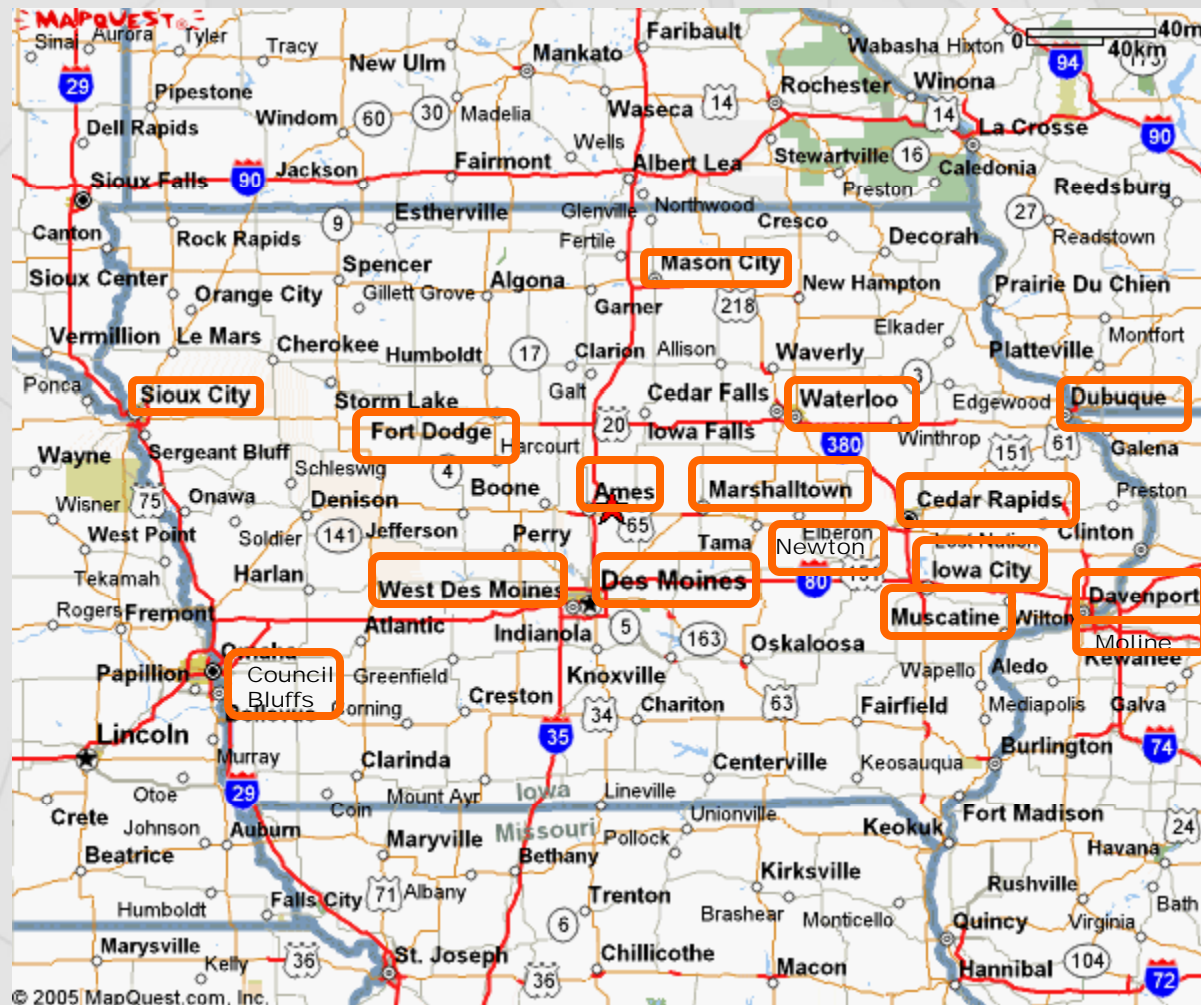 MAPQUEST
Sinai
Aurora
Tyler
Tracy
New Ulm
Mankato
Faribault
Wabasha
Hixton
0
40m
40km
94
173
29
Pipestone
Windom
60
30
Madelia
Waseca
14
Rochester
Winona
14
La Crosse
90
Dell Rapids
Wells
Sioux Falls
90
Jackson
Fairmont
Albert Lea
Stewartville
16
Caledonia
Preston
Reedsburg
9
Estherville
Glenville
Northwood
Cresco
27
Canton
Rock Rapids
Fertile
Decorah
Readstown
Sioux Center
Spencer
Mason City
Orange City
Gillett Grove
Algona
Garner
218
New Hampton
Prairie Du Chien
Vermillion
Le Mars
Cherokee
Humboldt
17
Clarion
Allison
Waverly
Elkader
Montfort
Platteville
Ponca
Sioux City
Storm Lake
Galt
Cedar Falls
Waterloo
3
Edgewood
Dubuque
Fort Dodge
Harcourt
20
Iowa Falls
380
Winthrop
151
61
Galena
Wayne
Sergeant Bluff
Schleswig
4
Boone
Ames
Marshalltown
Cedar Rapids
Preston
Wisner
75
Onawa
Denison
65
West Point
Soldier
141
Jefferson
Perry
Tama
Elberon
Newton
Lost Nation
Clinton
Tekamah
Harlan
West Des Moines
Des Moines
80
151
Iowa City
Davenport
Rogers
Fremont
Atlantic
Indianola
5
163
Oskaloosa
Muscatine
Wilton
Moline
Kewanee
Omaha
Papillion
Council
Bluffs
Bellevue
Greenfield
Corning
Creston
Knoxville
Chariton
34
63
Wapello
Aledo
Fairfield
Mediapolis
Galva
Lincoln
Murray
Clarinda
35
Centerville
Keosauqua
Burlington
74
29
Otoe
Coin
Mount Ayr
Iowa
Lineville
Unionville
Crete
Johnson
Auburn
Maryville
Missouri
Pollock
Keokuk
Fort Madison
24
Beatrice
Bethany
Kirksville
Havana
71
Albany
Trenton
Rushville
Bath
Humboldt
Falls City
6
Brashear
Monticello
Quincy
Virginia
Marysville
Kelly
36
St. Joseph
36
Chillicothe
Macon
Hannibal
104
72
© 2005 MapQuest.com, Inc.